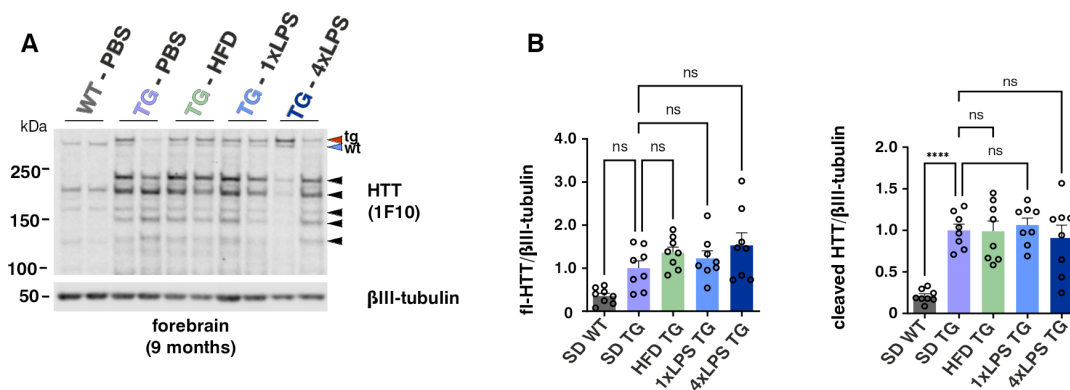 A
WT - PBS
TG - PBS
TG - HFD
TG - 1xLPS
TG - 4xLPS
kDa
tg
wt
250
150
100
50
HTT
(1F10)
βIII-tubulin
forebrain
(9 months)
B
ns
ns
ns
ns
fl-HTT/βIII-tubulin
4.0
3.0
2.0
1.0
0.0
SD WT
SD TG
HFD TG
1xLPS TG
4xLPS TG
ns
ns
ns
****
cleaved HTT/βIII-tubulin
2.0
1.5
1.0
0.5
0.0
SD WT
SD TG
HFD TG
1xLPS TG
4xLPS TG